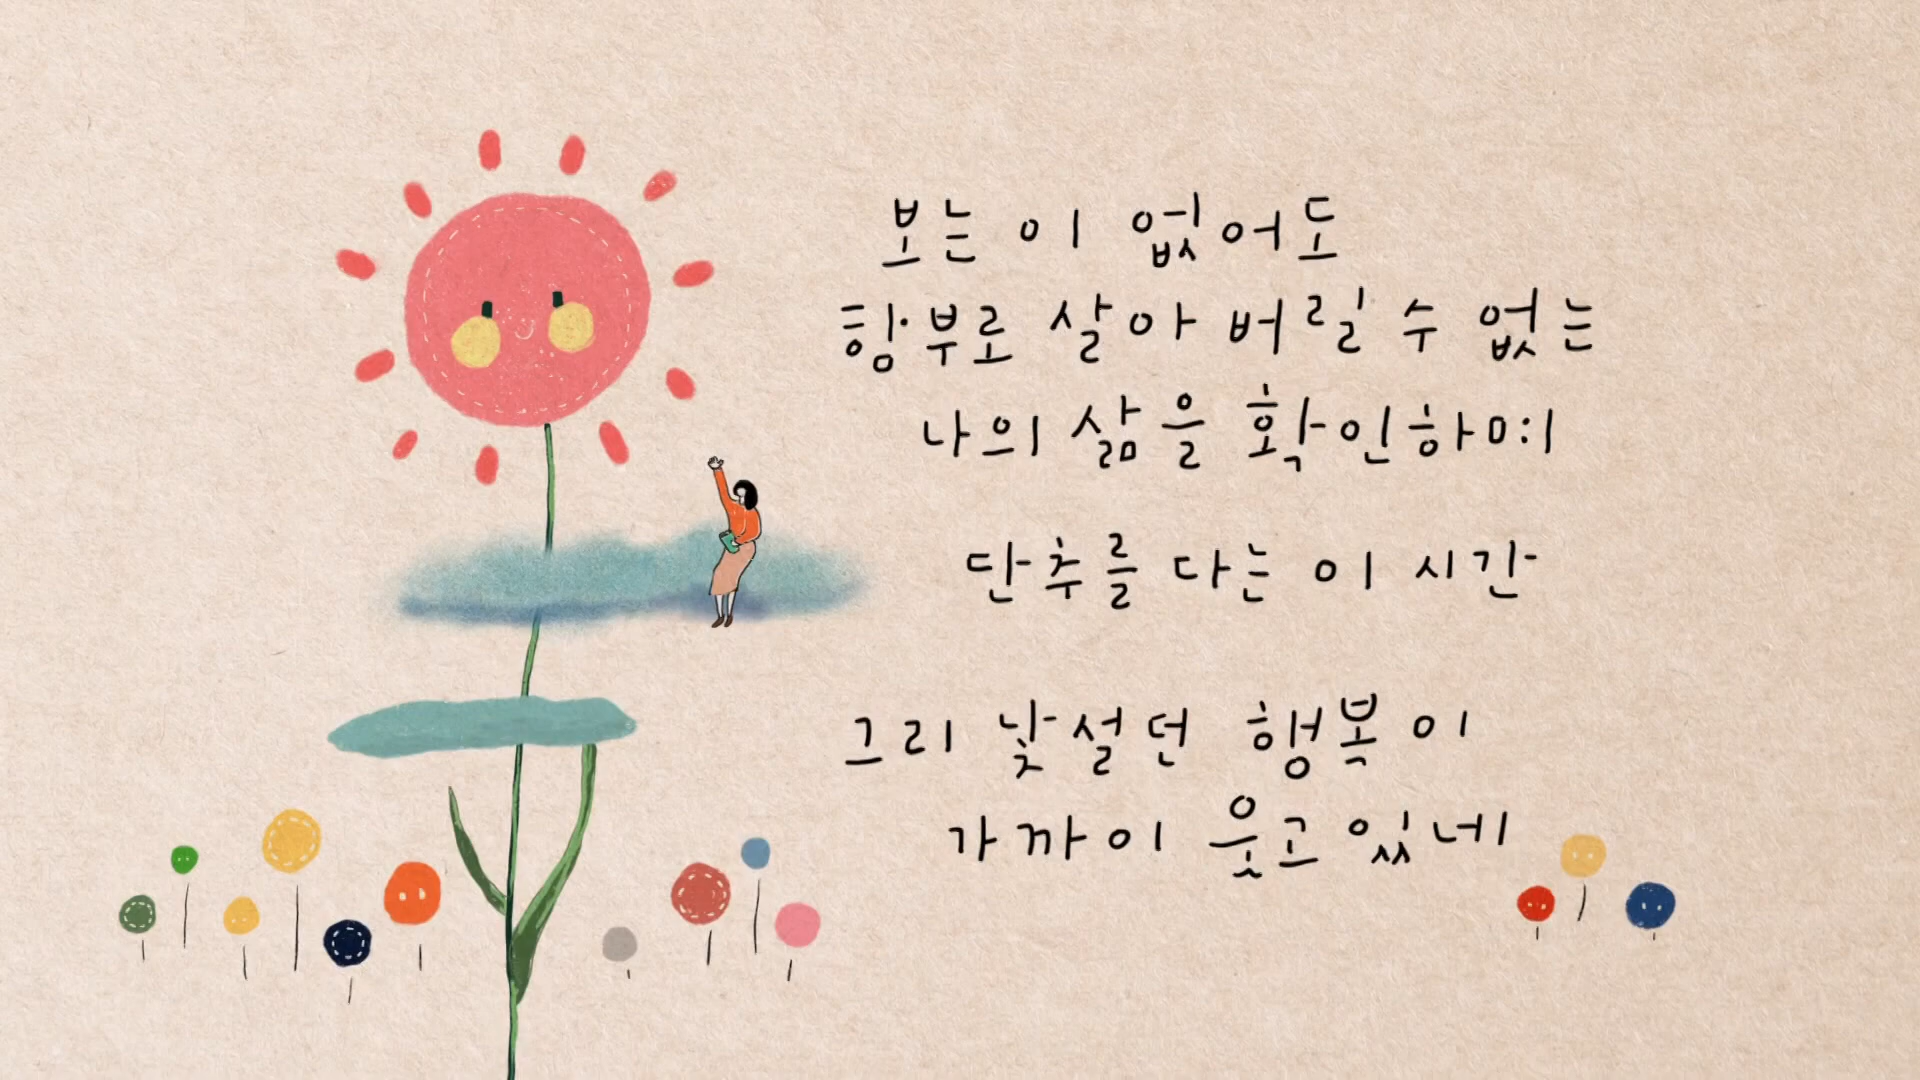 보는 이 없어도
함부로 살아 버릴 수 없는
나의 삶을 확인하며
단추를 다는 이 시간
그리 낯설던 행복이
가까이 웃고 있네